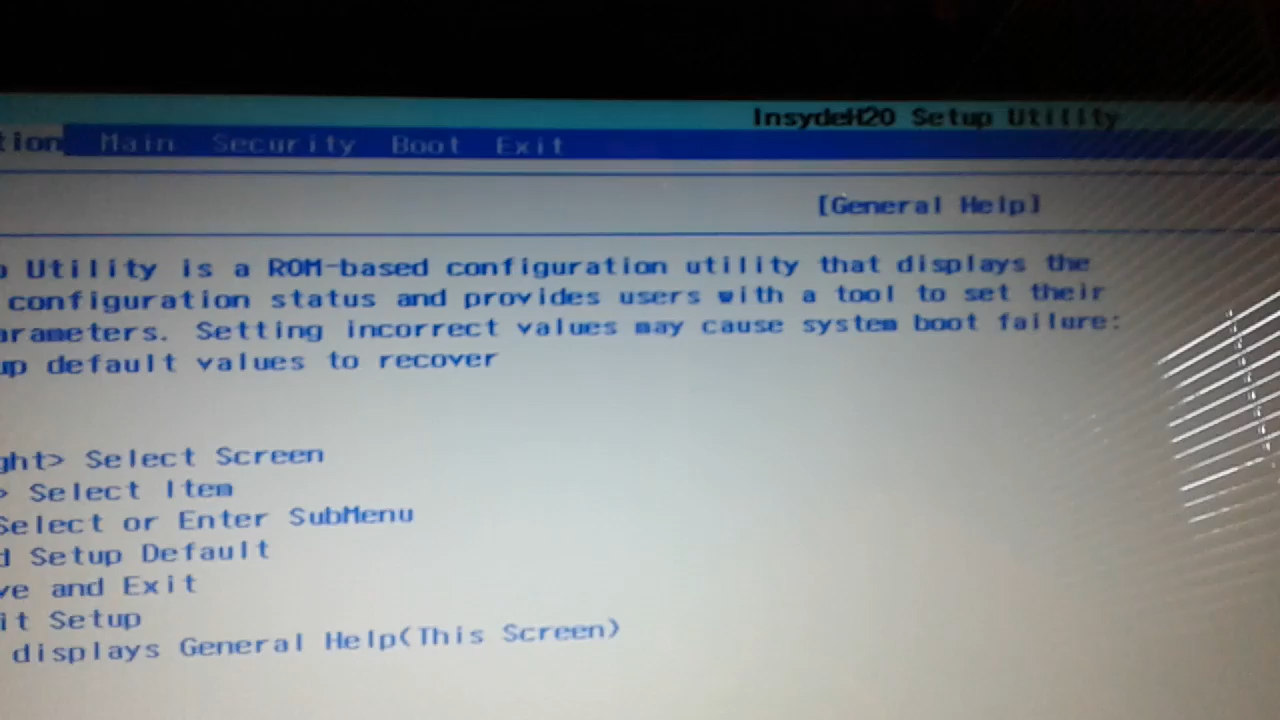 InsydeH20 Setup Utility
tion Main Security Boot Exit
[General Help]
Utility is a ROM-based configuration utility that displays the
configuration status and provides users with a tool to set their
arameters. Setting incorrect values may cause system boot failure:
up default values to recover
ght> Select Screen
> Select Item
Select or Enter SubMenu
d Setup Default
ve and Exit
it Setup
displays General Help(This Screen)